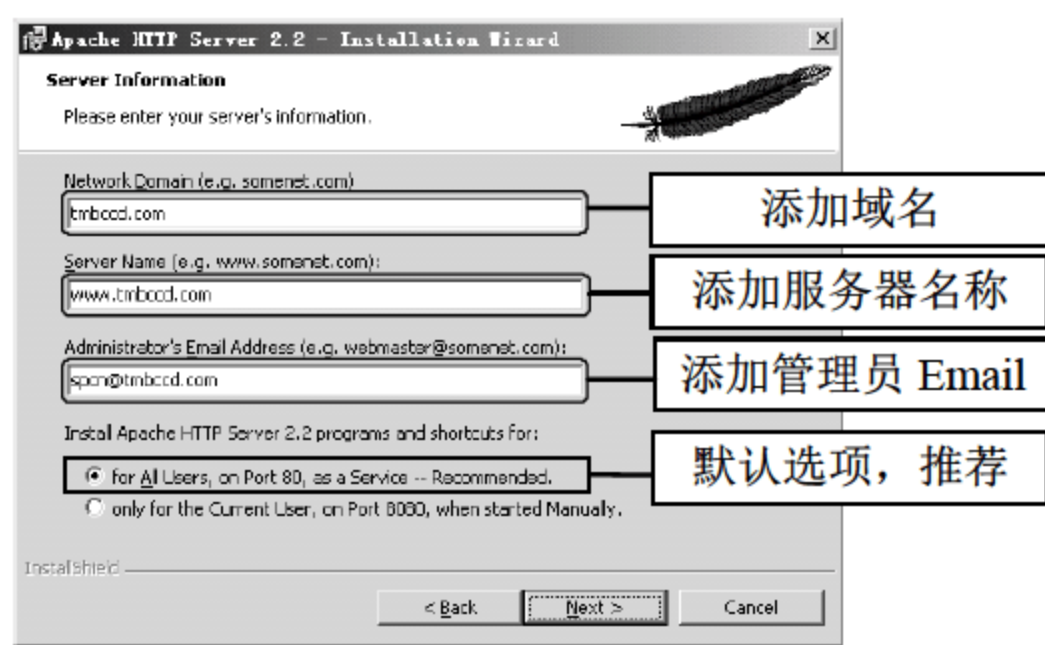 Apache HTTP Server 2.2 - Installation Wizard
Server Information
Please enter your server's information.
Network Domain (e.g. somenet.com)
tmbccd.com
添加域名
Server Name (e.g. www.somenet.com):
www.tmbccd.com
添加服务器名称
Administrator's Email Address (e.g. webmaster@somenet.com):
spcn@tmbccd.com
添加管理员 Email
Install Apache HTTP Server 2.2 programs and shortcuts for:
for All Users, on Port 80, as a Service -- Recommended.
默认选项，推荐
only for the Current User, on Port 8080, when started Manually.
InstallShield
< Back
Next >
Cancel